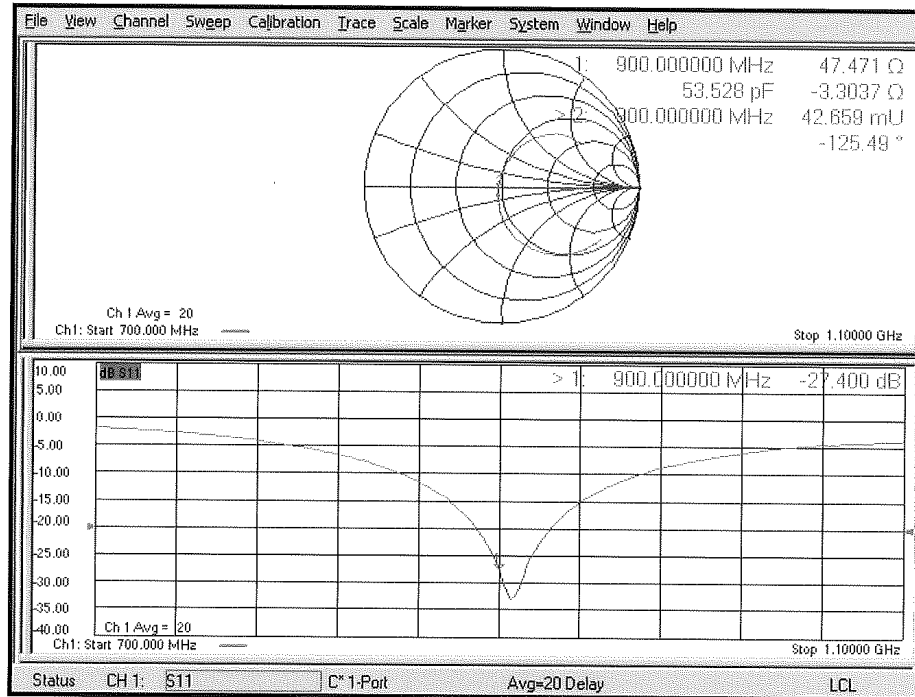 File View Channel Sweep Calibration Trace Scale Marker System Window Help
1: 900.000000 MHz 47.471 Ω
53.528 pF -3.3037 Ω
> 2: 900.000000 MHz 42.659 mU
-125.49 °
Ch 1 Avg = 20
Ch1: Start 700.000 MHz
Stop 1.10000 GHz
10.00
dB S11
> 1: 900.000000 MHz -27.400 dB
5.00
0.00
-5.00
-10.00
-15.00
-20.00
-25.00
-30.00
-35.00
-40.00
Ch 1 Avg = 20
Ch1: Start 700.000 MHz
Stop 1.10000 GHz
Status CH 1: S11 C* 1-Port Avg=20 Delay LCL